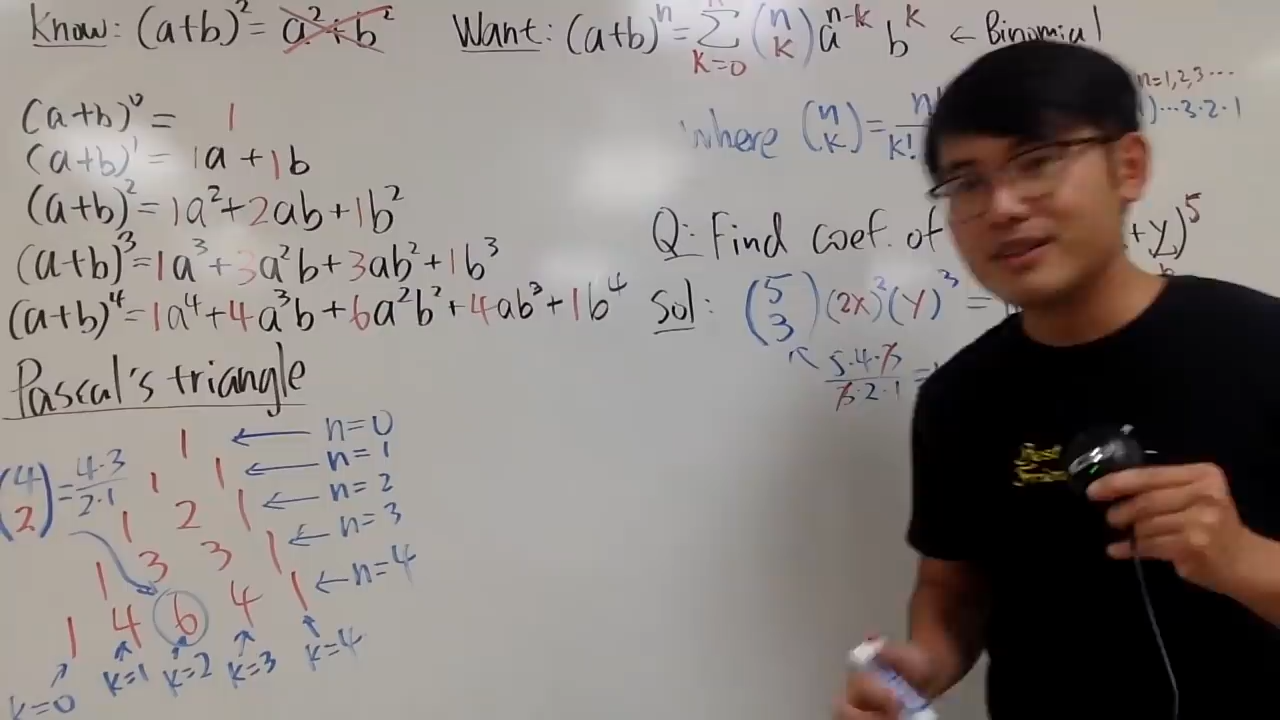 Know: (a+b)² = a²+b²
Want: (a+b)ⁿ = Σ k=0 (n k) aⁿ⁻ᵏ bᵏ ← Binomial
n=1,2,3...
where (n k) = n! / k!
)...3·2·1
(a+b)⁰ = 1
(a+b)¹ = 1a + 1b
(a+b)² = 1a² + 2ab + 1b²
(a+b)³ = 1a³ + 3a²b + 3ab² + 1b³
(a+b)⁴ = 1a⁴ + 4a³b + 6a²b² + 4ab³ + 1b⁴
Q: Find coef. of
+y)⁵
b
Sol: (5 3) (2x)² (y)³ =
5·4·3 / 3·2·1 =
Pascal's triangle
1 ← n=0
1 1 ← n=1
1 2 1 ← n=2
1 3 3 1 ← n=3
1 4 6 4 1 ← n=4
(4 2) = 4·3 / 2·1
k=0 k=1 k=2 k=3 k=4
Best